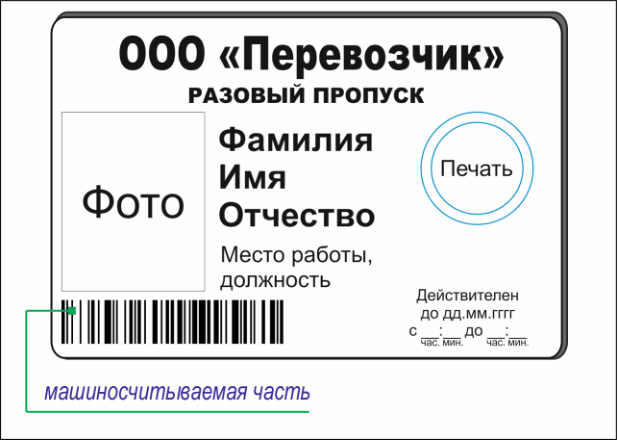 ООО «Перевозчик»
РАЗОВЫЙ ПРОПУСК
Фото
Фамилия
Имя
Отчество
Место работы,
должность
Печать
Действителен
до дд.мм.гггг
с __:__ до __:__
час. мин. час. мин.
машиносчитываемая часть